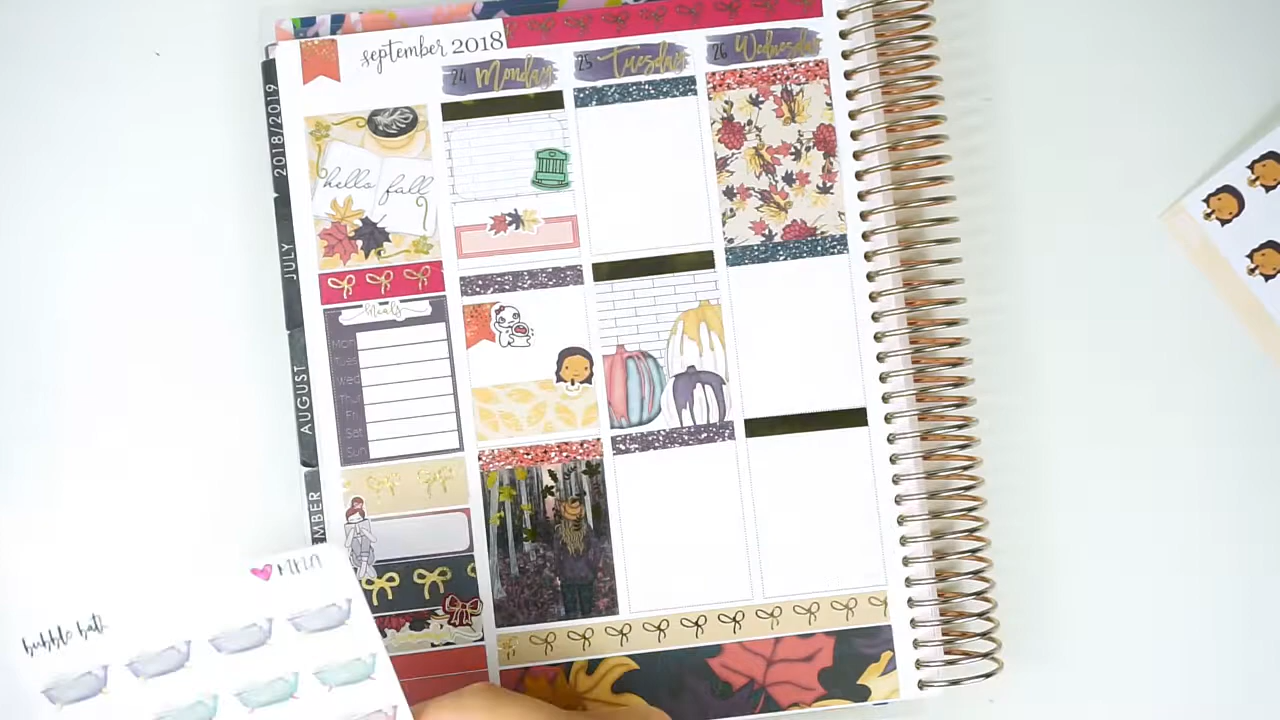 september 2018
24 Monday
25 Tuesday
26 Wednesday
2018/2019
JULY
AUGUST
EMBER
hello fall
Meals
Mon
Tues
Wed
Thur
Fri
Sat
Sun
bubble bath